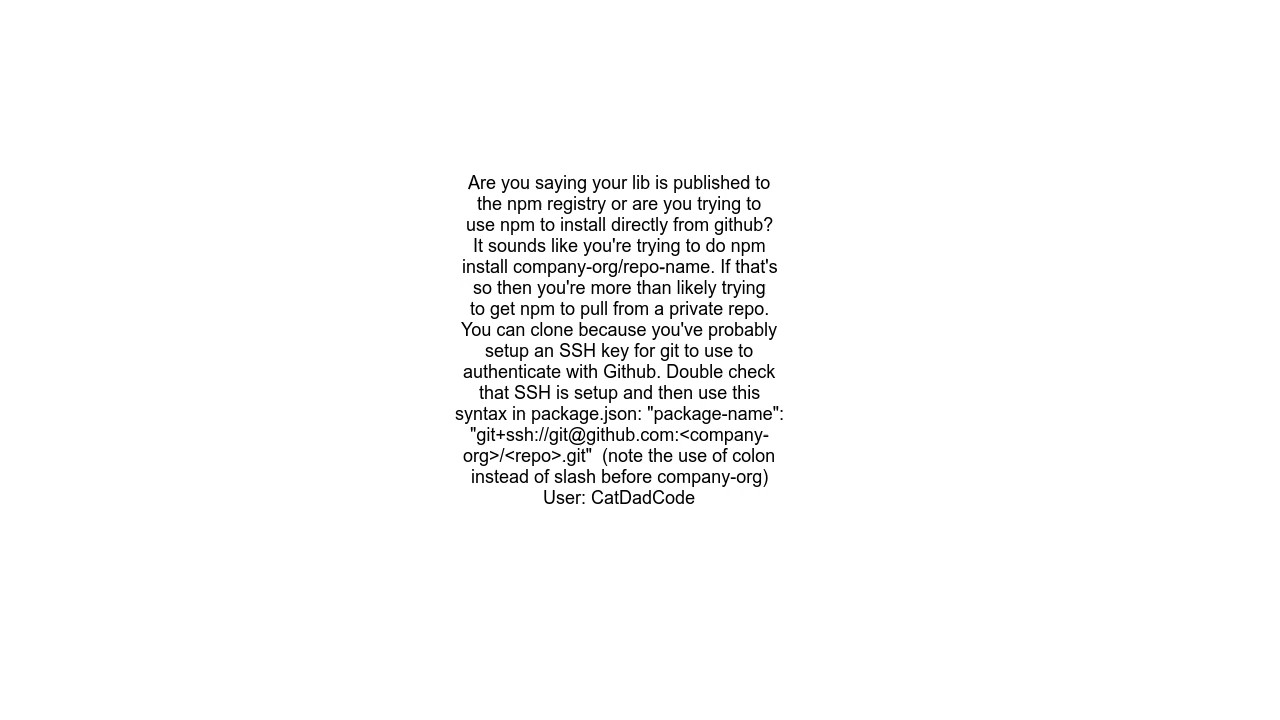 Are you saying your lib is published to
the npm registry or are you trying to
use npm to install directly from github?
It sounds like you're trying to do npm
install company-org/repo-name. If that's
so then you're more than likely trying
to get npm to pull from a private repo.
You can clone because you've probably
setup an SSH key for git to use to
authenticate with Github. Double check
that SSH is setup and then use this
syntax in package.json: "package-name":
"git+ssh://git@github.com:<company-
org>/<repo>.git"  (note the use of colon
instead of slash before company-org)
User: CatDadCode